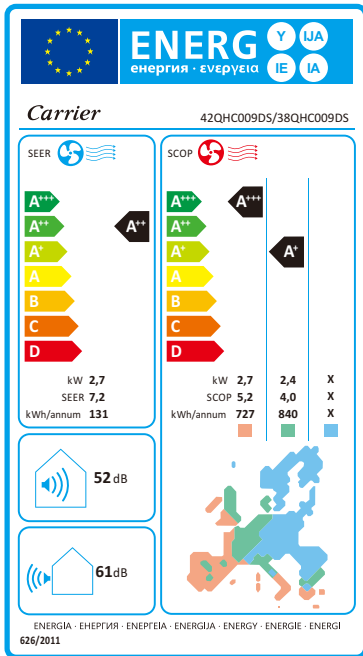 ENERG Y IJA
енергия · ενεργεια IE IA
Carrier
42QHC009DS/38QHC009DS
SEER
A+++
A++
A+
A
B
C
D
A++
kW 2,7
SEER 7,2
kWh/annum 131
SCOP
A+++
A++
A+
A
B
C
D
A+++
A+
kW 2,7 2,4 X
SCOP 5,2 4,0 X
kWh/annum 727 840 X
52 dB
61dB
ENERGIA · ЕНЕРГИЯ · ΕΝΕΡΓΕΙΑ · ENERGIJA · ENERGY · ENERGIE · ENERGI
626/2011